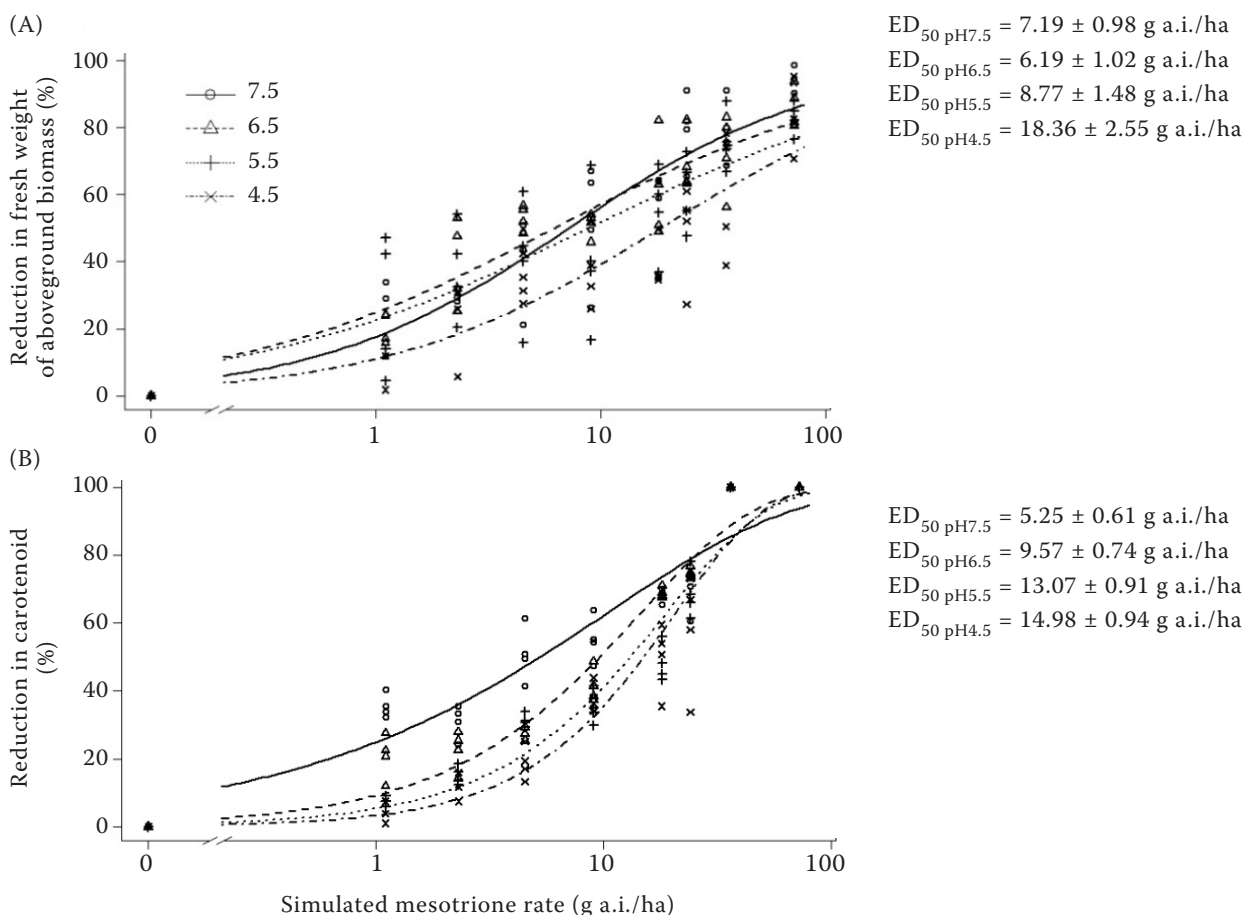 (A)
Reduction in fresh weight
of aboveground biomass (%)
100
80
60
40
20
0
7.5
6.5
5.5
4.5
0
1
10
100
ED50 pH7.5 = 7.19 ± 0.98 g a.i./ha
ED50 pH6.5 = 6.19 ± 1.02 g a.i./ha
ED50 pH5.5 = 8.77 ± 1.48 g a.i./ha
ED50 pH4.5 = 18.36 ± 2.55 g a.i./ha
(B)
Reduction in carotenoid
(%)
100
80
60
40
20
0
0
1
10
100
Simulated mesotrione rate (g a.i./ha)
ED50 pH7.5 = 5.25 ± 0.61 g a.i./ha
ED50 pH6.5 = 9.57 ± 0.74 g a.i./ha
ED50 pH5.5 = 13.07 ± 0.91 g a.i./ha
ED50 pH4.5 = 14.98 ± 0.94 g a.i./ha